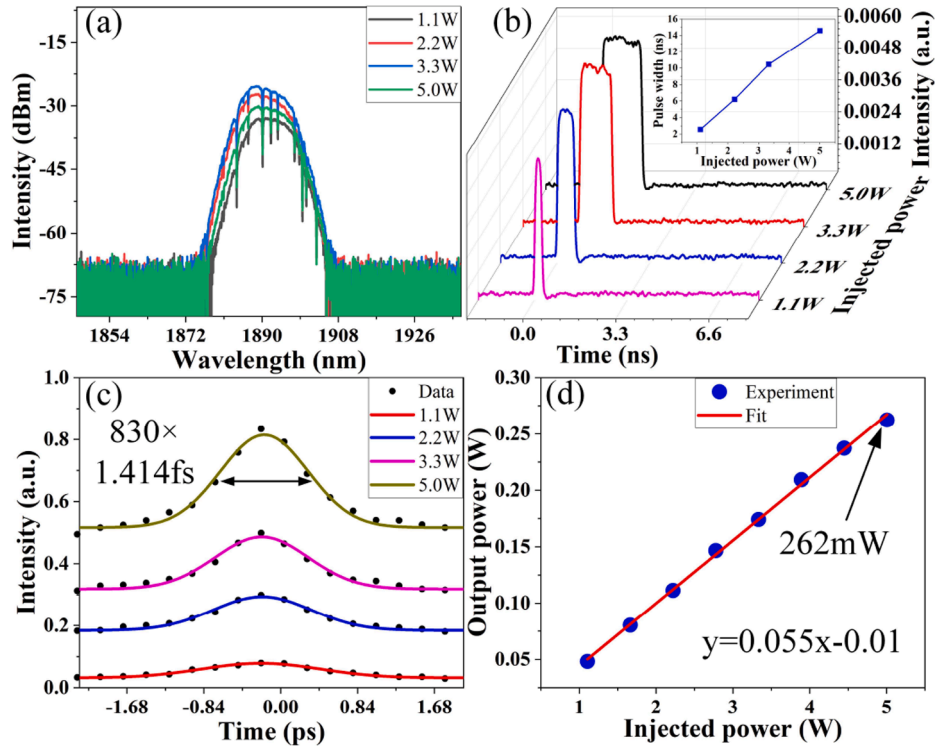 (a)
1.1W
2.2W
3.3W
5.0W
-15
-30
-45
-60
-75
Intensity (dBm)
1854
1872
1890
1908
1926
Wavelength (nm)
(b)
0.0060
0.0048
0.0036
0.0024
0.0012
Intensity (a.u.)
16
14
12
10
8
6
4
2
Pulse width (ns)
1
2
3
4
5
Injected power (W)
5.0W
3.3W
2.2W
1.1W
Injected power
0.0
3.3
6.6
Time (ns)
(c)
Data
1.1W
2.2W
3.3W
5.0W
830×
1.414fs
1.0
0.8
0.6
0.4
0.2
0.0
Intensity (a.u.)
-1.68
-0.84
0.00
0.84
1.68
Time (ps)
(d)
Experiment
Fit
0.30
0.25
0.20
0.15
0.10
0.05
Output power (W)
262mW
y=0.055x-0.01
1
2
3
4
5
Injected power (W)